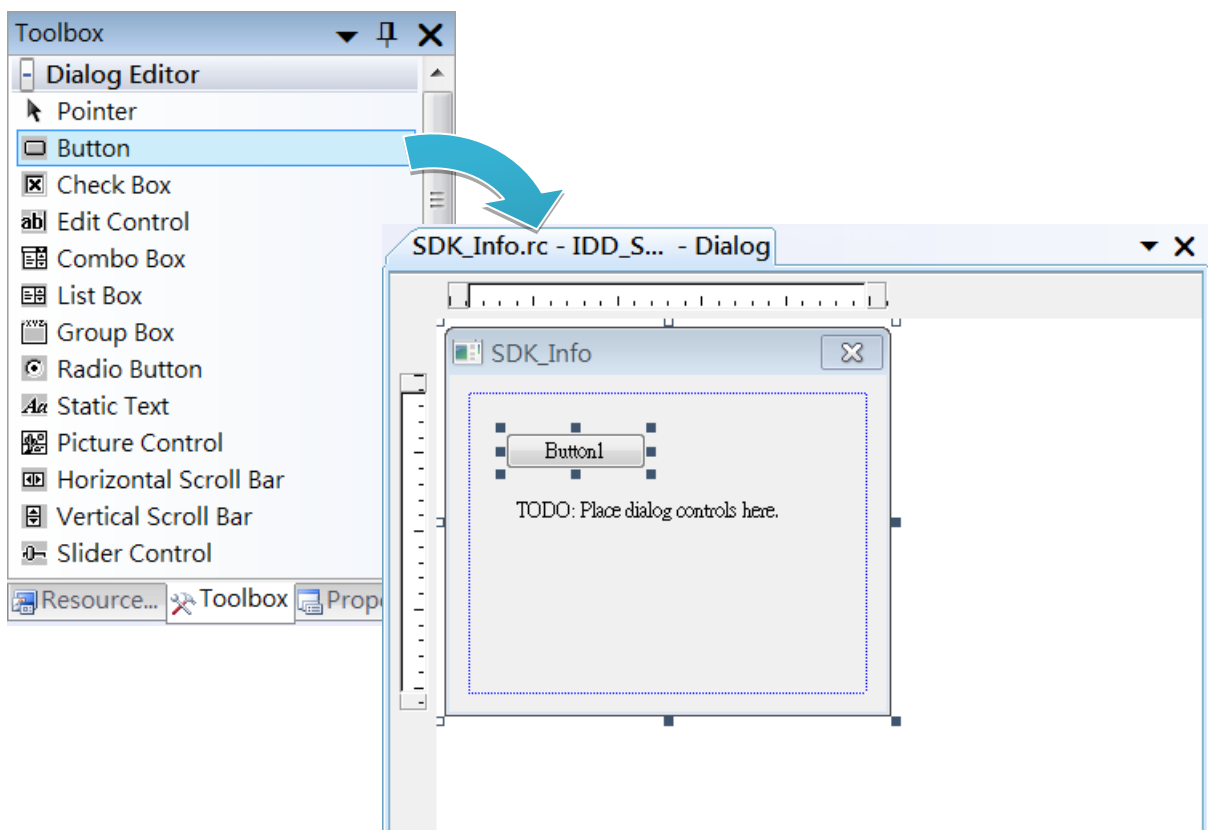 Toolbox
Dialog Editor
Pointer
Button
Check Box
Edit Control
Combo Box
List Box
Group Box
Radio Button
Static Text
Picture Control
Horizontal Scroll Bar
Vertical Scroll Bar
Slider Control
Resource... Toolbox Prope
SDK_Info.rc - IDD_S... - Dialog
SDK_Info
Button1
TODO: Place dialog controls here.